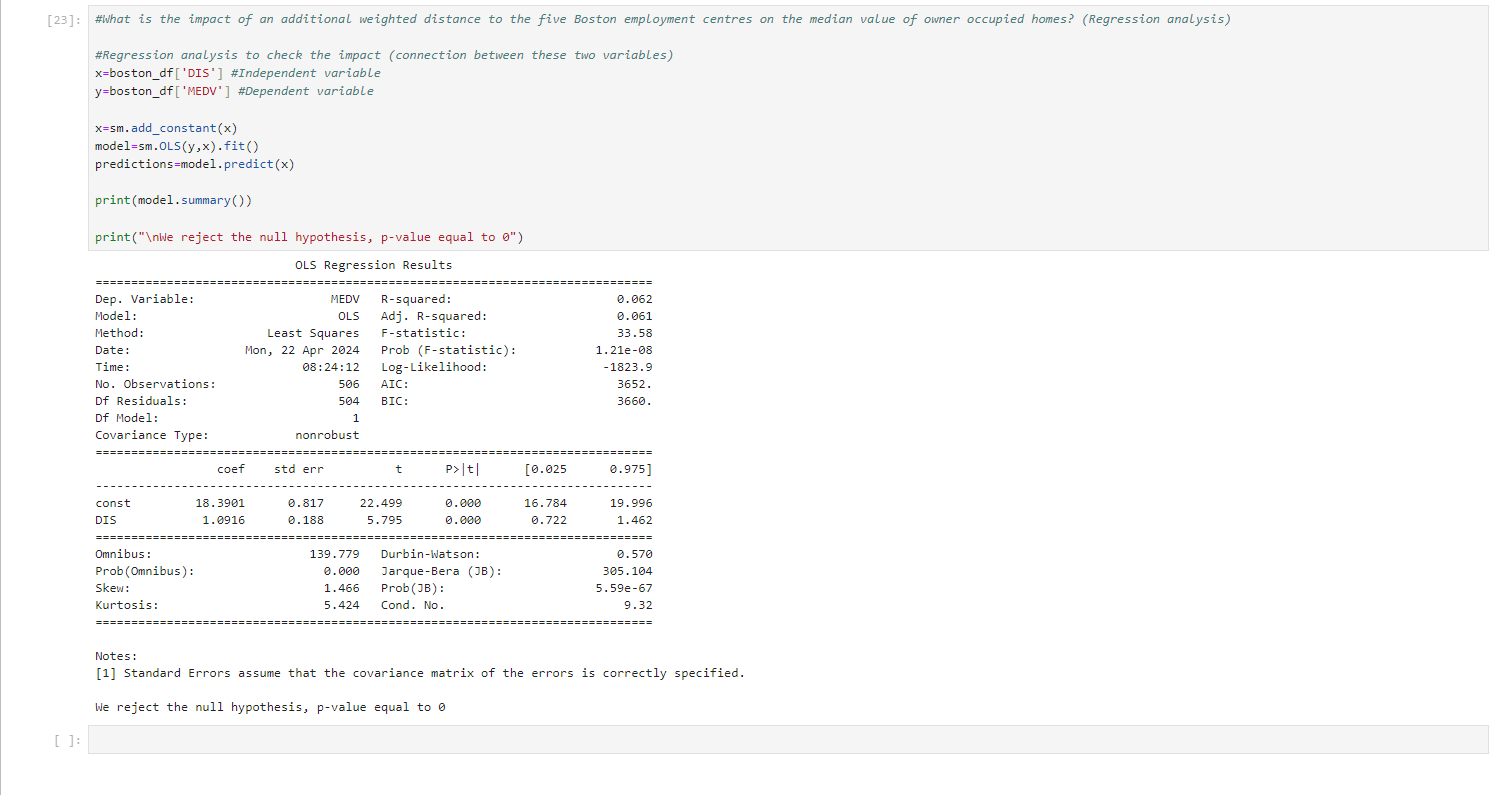 [23]: #What is the impact of an additional weighted distance to the five Boston employment centres on the median value of owner occupied homes? (Regression analysis)
#Regression analysis to check the impact (connection between these two variables)
x=boston_df['DIS'] #Independent variable
y=boston_df['MEDV'] #Dependent variable
x=sm.add_constant(x)
model=sm.OLS(y,x).fit()
predictions=model.predict(x)
print(model.summary())
print("\nWe reject the null hypothesis, p-value equal to 0")
OLS Regression Results
==============================================================================
Dep. Variable: MEDV R-squared: 0.062
Model: OLS Adj. R-squared: 0.061
Method: Least Squares F-statistic: 33.58
Date: Mon, 22 Apr 2024 Prob (F-statistic): 1.21e-08
Time: 08:24:12 Log-Likelihood: -1823.9
No. Observations: 506 AIC: 3652.
Df Residuals: 504 BIC: 3660.
Df Model: 1
Covariance Type: nonrobust
==============================================================================
coef std err t P>|t| [0.025 0.975]
------------------------------------------------------------------------------
const 18.3901 0.817 22.499 0.000 16.784 19.996
DIS 1.0916 0.188 5.795 0.000 0.722 1.462
==============================================================================
Omnibus: 139.779 Durbin-Watson: 0.570
Prob(Omnibus): 0.000 Jarque-Bera (JB): 305.104
Skew: 1.466 Prob(JB): 5.59e-67
Kurtosis: 5.424 Cond. No. 9.32
==============================================================================
Notes:
[1] Standard Errors assume that the covariance matrix of the errors is correctly specified.
We reject the null hypothesis, p-value equal to 0
[ ]: